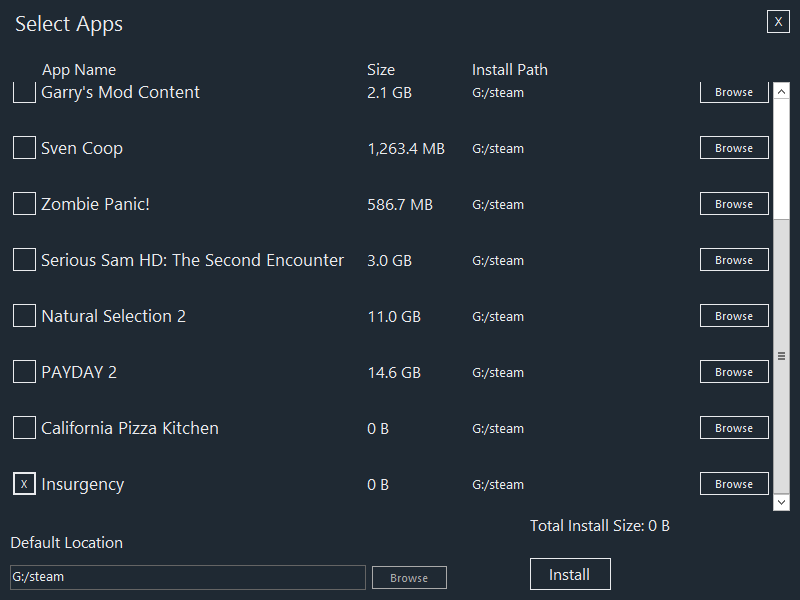 Select Apps X
App Name Size Install Path
Garry's Mod Content 2.1 GB G:/steam Browse
Sven Coop 1,263.4 MB G:/steam Browse
Zombie Panic! 586.7 MB G:/steam Browse
Serious Sam HD: The Second Encounter 3.0 GB G:/steam Browse
Natural Selection 2 11.0 GB G:/steam Browse
PAYDAY 2 14.6 GB G:/steam Browse
California Pizza Kitchen 0 B G:/steam Browse
X Insurgency 0 B G:/steam Browse
Total Install Size: 0 B
Default Location
G:/steam Browse Install